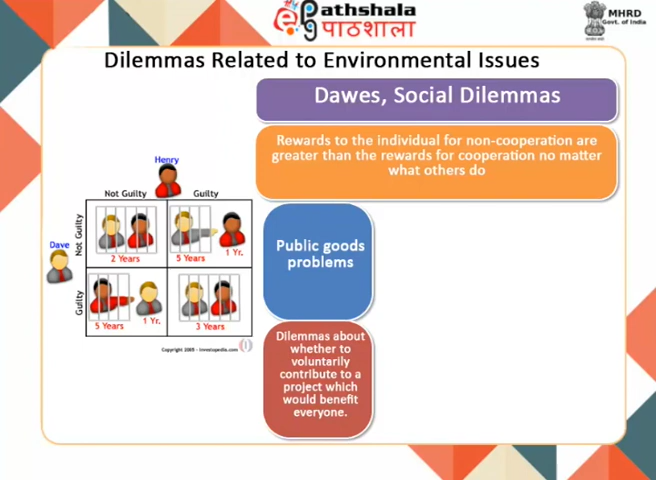 My
e pathshala
पाठशाला
MHRD
Govt. of India
Dilemmas Related to Environmental Issues
Dawes, Social Dilemmas
Rewards to the individual for non-cooperation are
greater than the rewards for cooperation no matter
what others do
Henry
Not Guilty Guilty
Dave
Not Guilty
2 Years
5 Years 1 Yr.
Guilty
5 Years 1 Yr.
3 Years
Copyright 2005 - Investopedia.com
Public goods
problems
Dilemmas about
whether to
voluntarily
contribute to a
project which
would benefit
everyone.